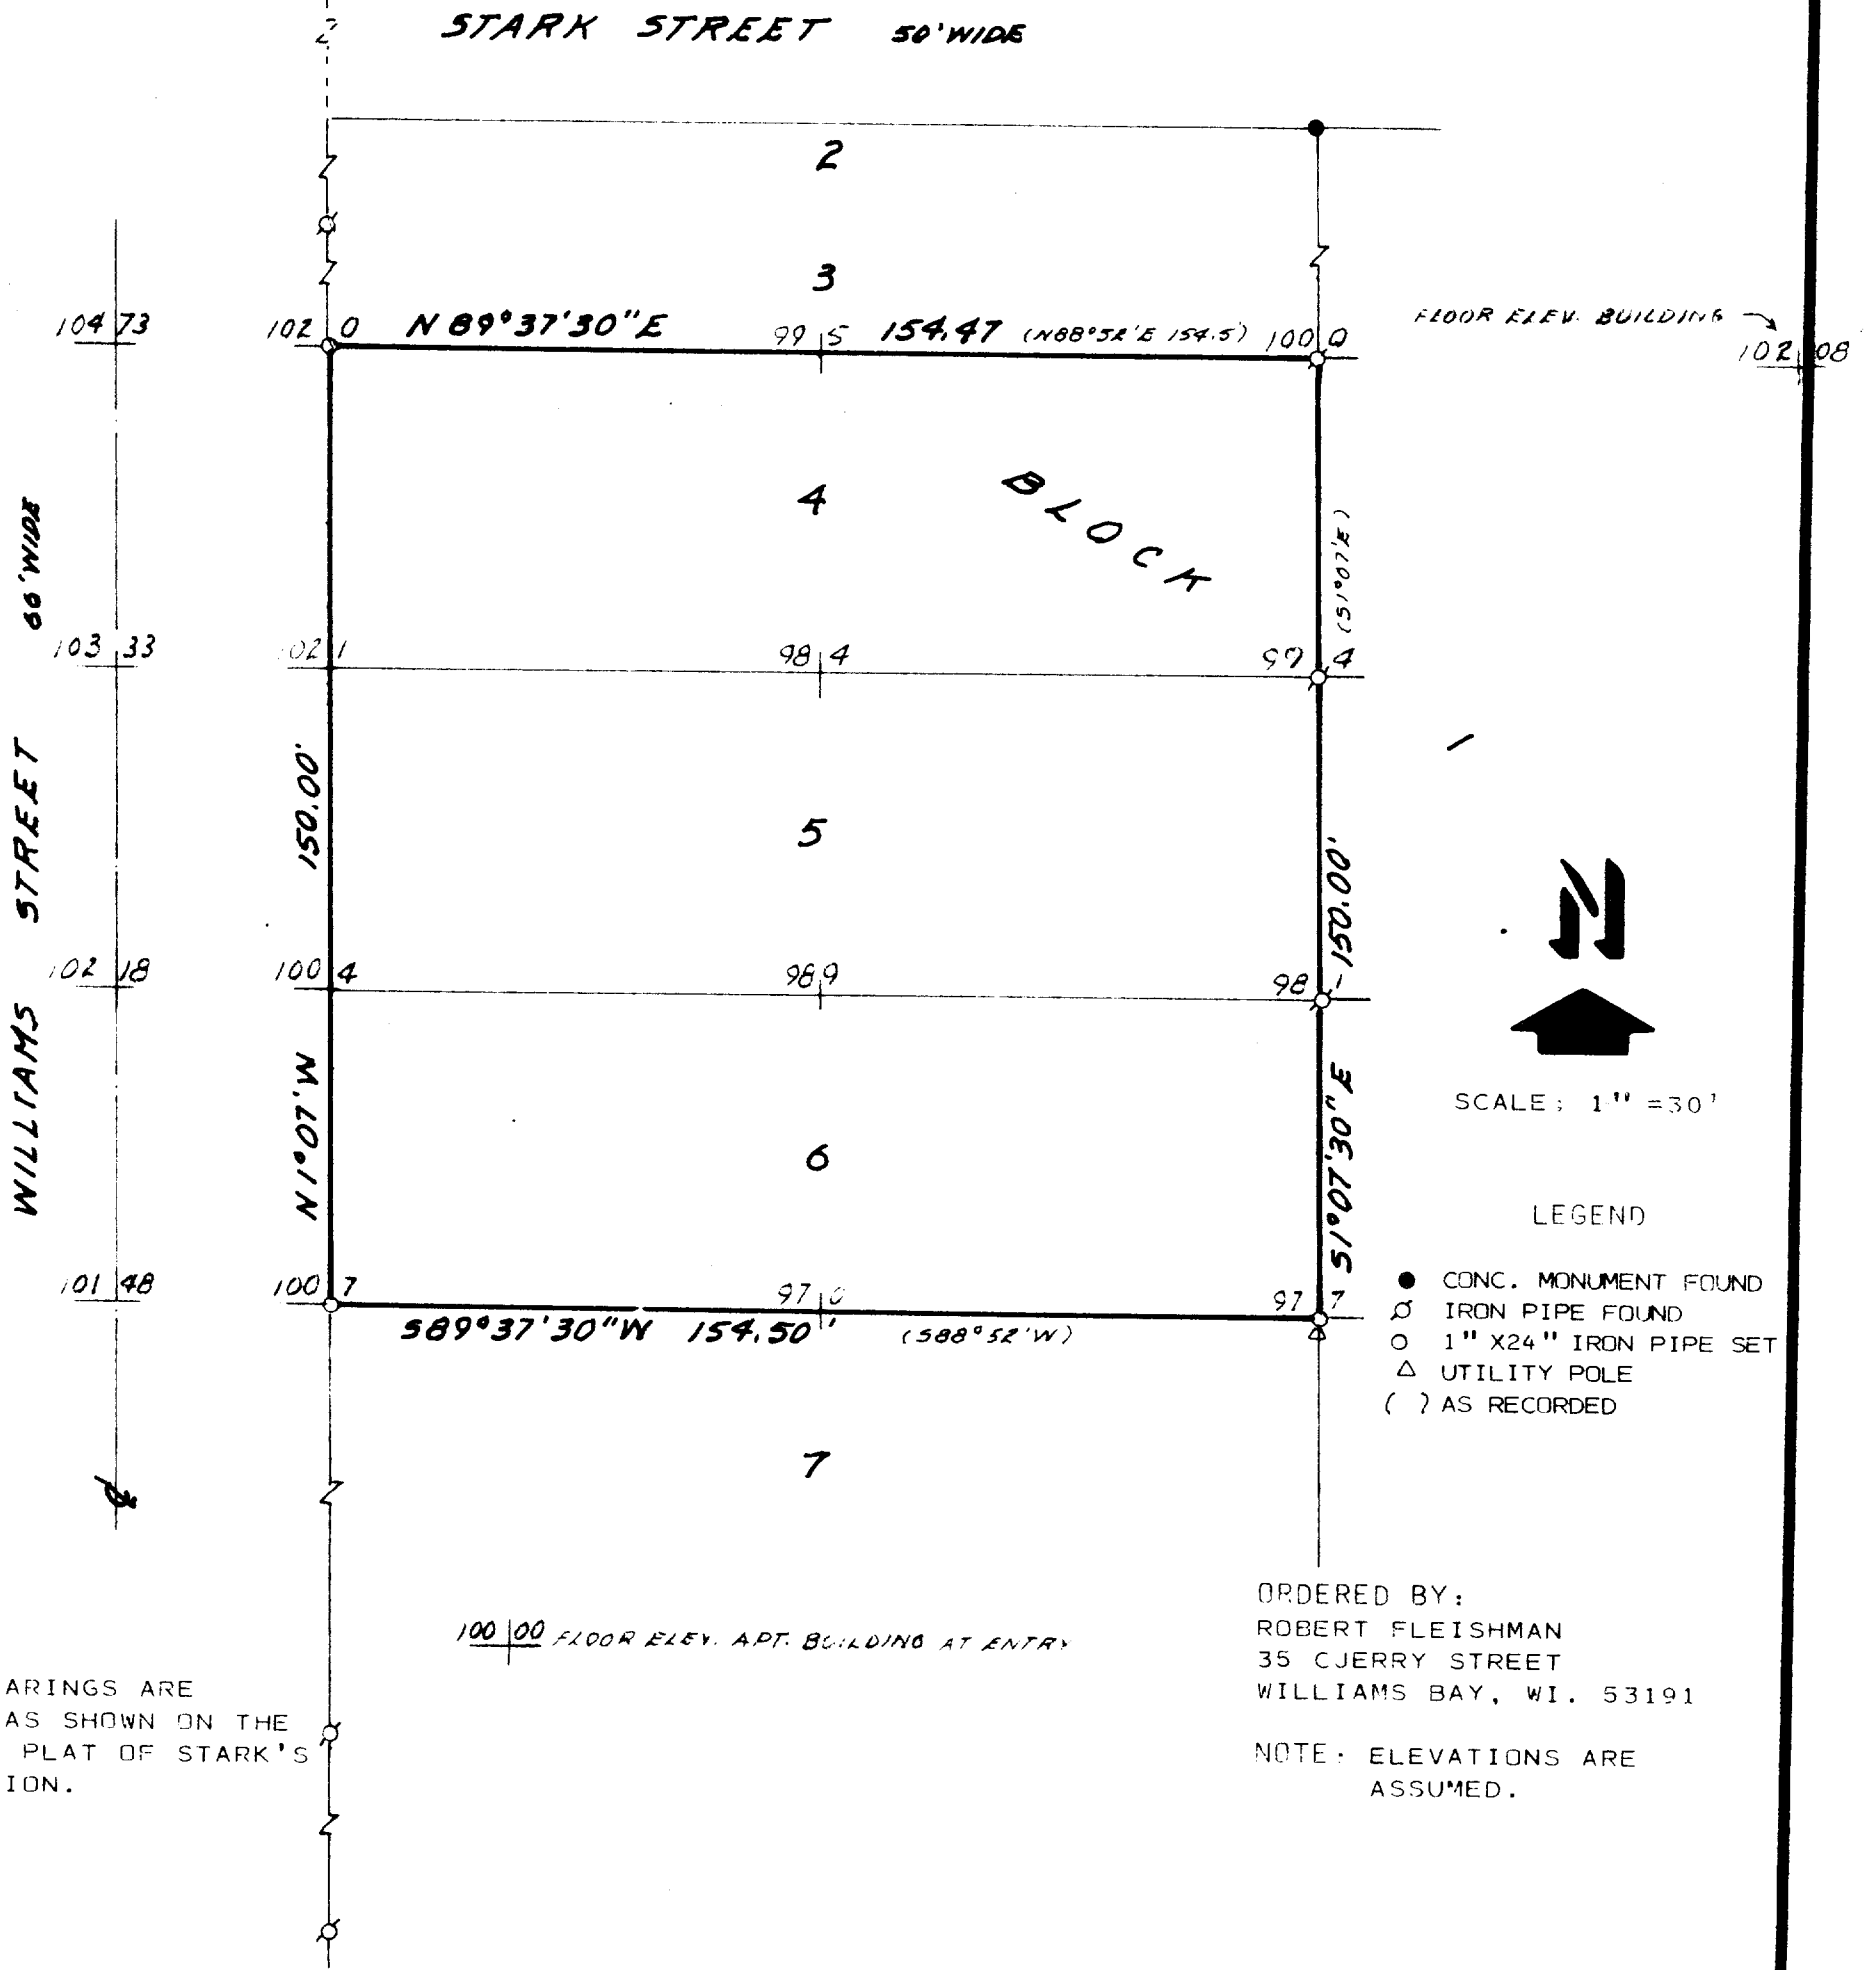 STARK STREET 50' WIDE
2
3
104 73
102 0
N 89°37'30"E
99 5
154.47 (N88°52'E 154.5')
100 0
FLOOR ELEV. BUILDING
102 08
4
BLOCK
(S1°07'E)
WILLIAMS STREET 66' WIDE
103 33
102 1
98 4
97 4
150.00'
5
150.00'
102 18
100 4
98 9
98 1
N
SCALE: 1" =30'
N1°07'W
6
S1°07'30"E
LEGEND
101 48
100 7
97 0
97 7
S89°37'30"W 154.50' (S88°52'W)
CONC. MONUMENT FOUND
IRON PIPE FOUND
1" X24" IRON PIPE SET
UTILITY POLE
( ) AS RECORDED
7
100 00 FLOOR ELEV. APT. BUILDING AT ENTRY
ORDERED BY:
ROBERT FLEISHMAN
35 CJERRY STREET
WILLIAMS BAY, WI. 53191
NOTE: ELEVATIONS ARE
ASSUMED.
ARINGS ARE
AS SHOWN ON THE
PLAT OF STARK'S
ION.